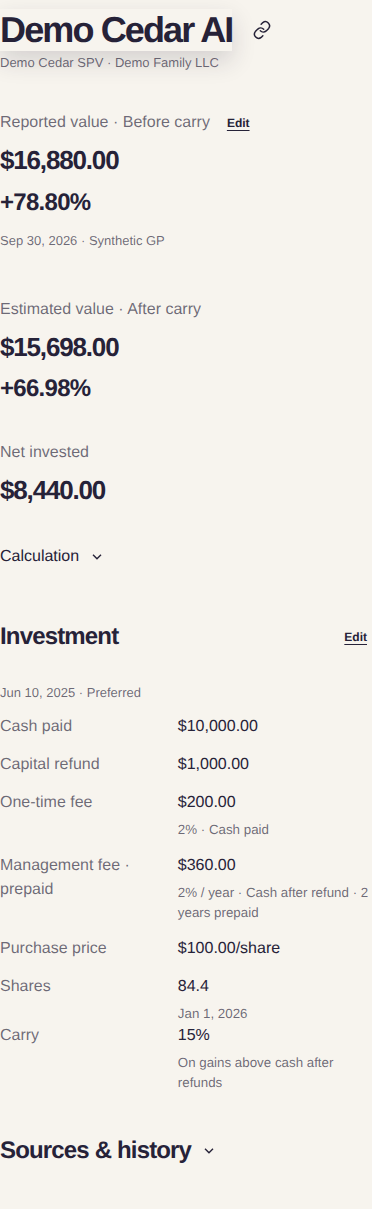 Demo Cedar AI
Demo Cedar SPV · Demo Family LLC
Reported value · Before carry Edit
$16,880.00
+78.80%
Sep 30, 2026 · Synthetic GP
Estimated value · After carry
$15,698.00
+66.98%
Net invested
$8,440.00
Calculation
Investment Edit
Jun 10, 2025 · Preferred
Cash paid $10,000.00
Capital refund $1,000.00
One-time fee $200.00
2% · Cash paid
Management fee · $360.00
prepaid 2% / year · Cash after refund · 2
years prepaid
Purchase price $100.00/share
Shares 84.4
Jan 1, 2026
Carry 15%
On gains above cash after
refunds
Sources & history